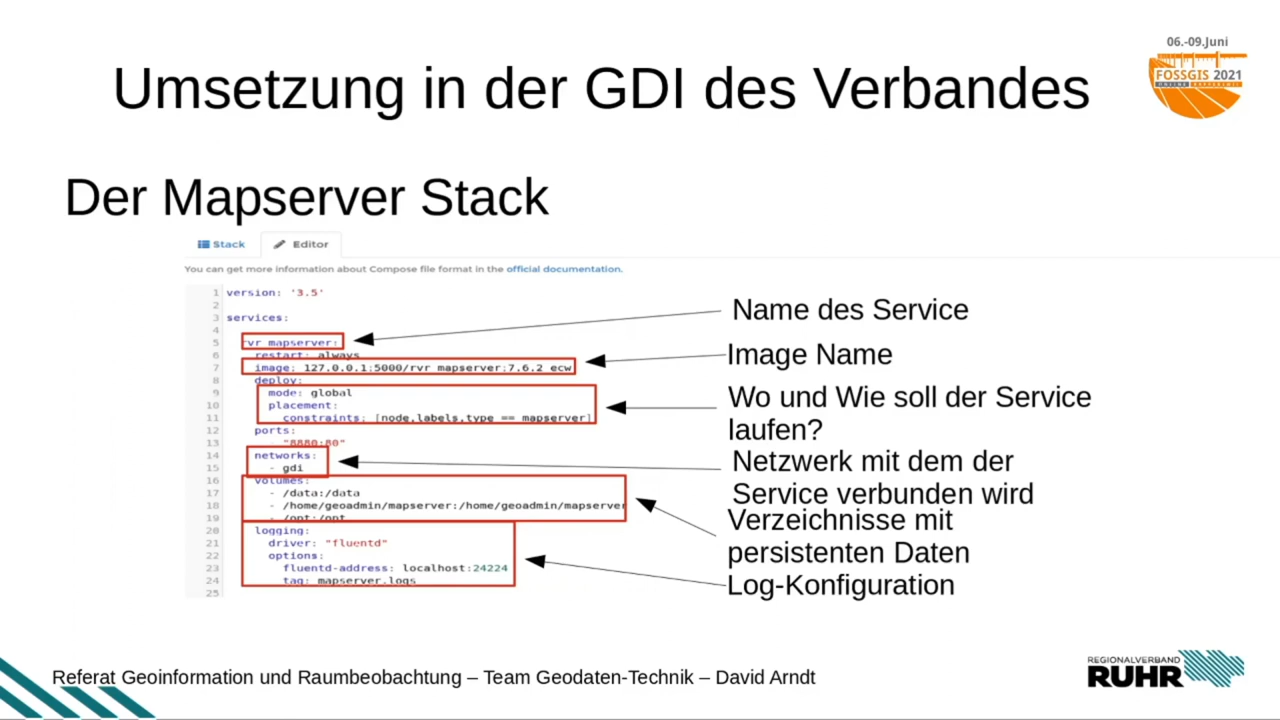 06.-09.Juni
FOSSGIS 2021
Umsetzung in der GDI des Verbandes
Der Mapserver Stack
Stack Editor
You can get more information about Compose file format in the official documentation.
1 version: '3.5'
2
3 services:
4
5 rvr_mapserver:
6 restart: always
7 image: 127.0.0.1:5000/rvr_mapserver:7.6.2_ecw
8 deploy:
9 mode: global
10 placement:
11 constraints: [node.labels.type == mapserver]
12 ports:
13 - "8880:80"
14 networks:
15 - gdi
16 volumes:
17 - /data:/data
18 - /home/geoadmin/mapserver:/home/geoadmin/mapserver
19 - /opt:/opt
20 logging:
21 driver: "fluentd"
22 options:
23 fluentd-address: localhost:24224
24 tag: mapserver.logs
25
Name des Service
Image Name
Wo und Wie soll der Service
laufen?
Netzwerk mit dem der
Service verbunden wird
Verzeichnisse mit
persistenten Daten
Log-Konfiguration
Referat Geoinformation und Raumbeobachtung – Team Geodaten-Technik – David Arndt
REGIONALVERBAND
RUHR